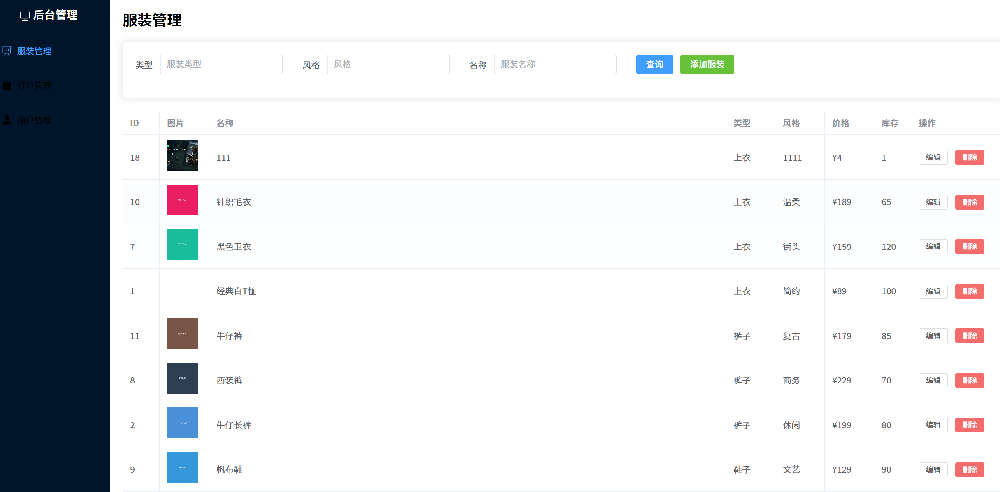 后台管理
服装管理
订单管理
用户管理
服装管理
类型 服装类型 风格 风格 名称 服装名称 查询 添加服装
ID 图片 名称 类型 风格 价格 库存 操作
18 111 上衣 1111 ¥4 1 编辑 删除
10 针织毛衣 上衣 温柔 ¥189 65 编辑 删除
7 黑色卫衣 上衣 街头 ¥159 120 编辑 删除
1 经典白T恤 上衣 简约 ¥89 100 编辑 删除
11 牛仔裤 裤子 复古 ¥179 85 编辑 删除
8 西装裤 西装裤 裤子 商务 ¥229 70 编辑 删除
2 牛仔长裤 裤子 休闲 ¥199 80 编辑 删除
9 帆布鞋 鞋子 文艺 ¥129 90 编辑 删除